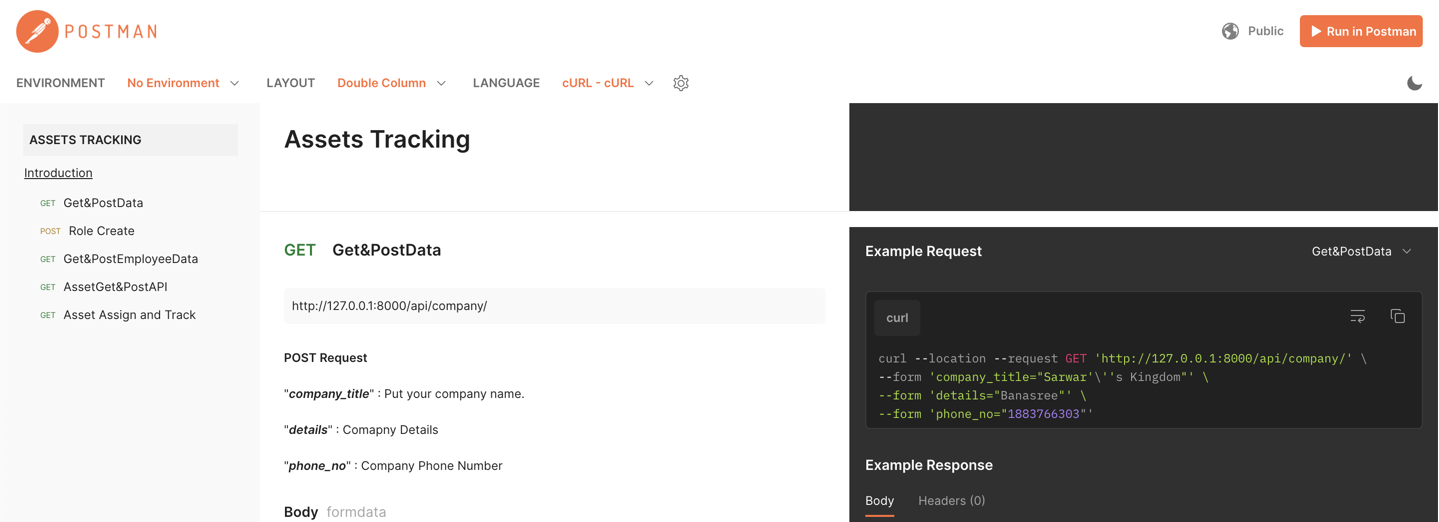 POSTMAN
Public
Run in Postman
ENVIRONMENT No Environment LAYOUT Double Column LANGUAGE cURL - cURL
ASSETS TRACKING
Introduction
GET Get&PostData
POST Role Create
GET Get&PostEmployeeData
GET AssetGet&PostAPI
GET Asset Assign and Track
Assets Tracking
GET Get&PostData
http://127.0.0.1:8000/api/company/
POST Request
"company_title" : Put your company name.
"details" : Comapny Details
"phone_no" : Company Phone Number
Body formdata
Example Request
Get&PostData
curl
curl --location --request GET 'http://127.0.0.1:8000/api/company/' \
--form 'company_title="Sarwar'\''s Kingdom"' \
--form 'details="Banasree"' \
--form 'phone_no="1883766303"'
Example Response
Body Headers (0)